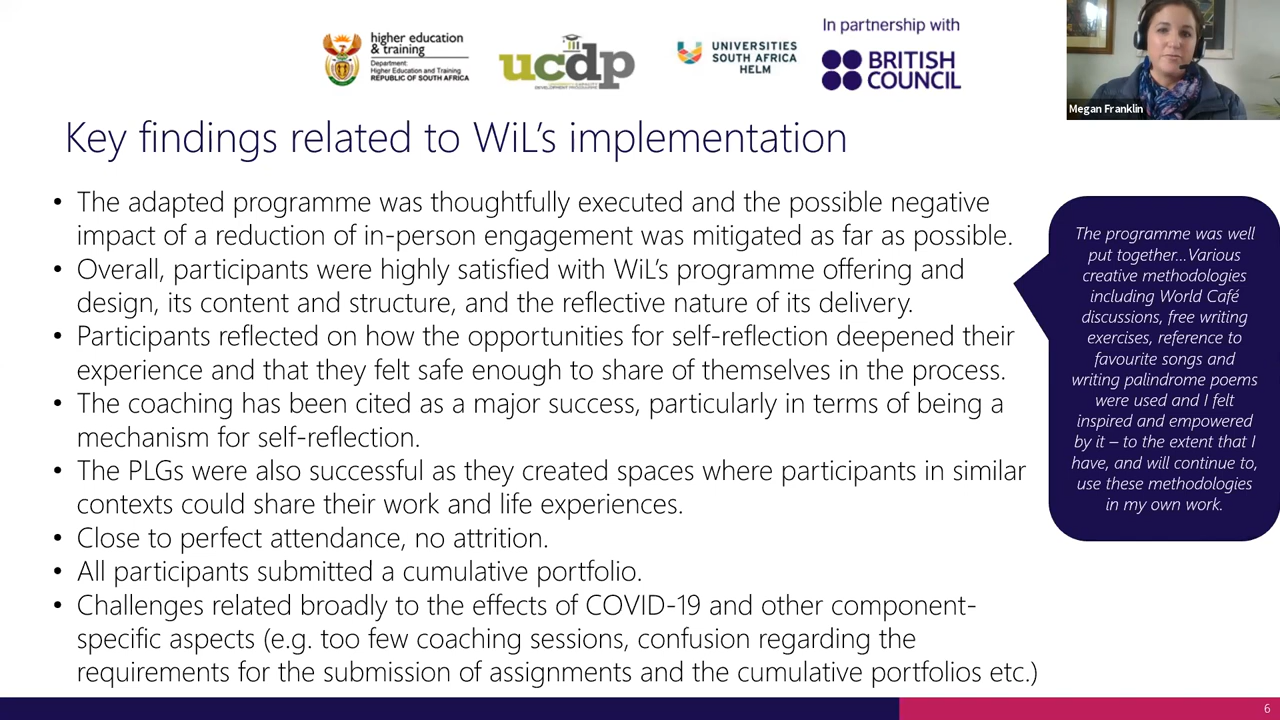 higher education
& training
Department:
Higher Education and Training
REPUBLIC OF SOUTH AFRICA
ucdp
UNIVERSITIES
SOUTH AFRICA
HELM
In partnership with
BRITISH
COUNCIL
Megan Franklin
Key findings related to WiL's implementation
• The adapted programme was thoughtfully executed and the possible negative
impact of a reduction of in-person engagement was mitigated as far as possible.
• Overall, participants were highly satisfied with WiL's programme offering and
design, its content and structure, and the reflective nature of its delivery.
• Participants reflected on how the opportunities for self-reflection deepened their
experience and that they felt safe enough to share of themselves in the process.
• The coaching has been cited as a major success, particularly in terms of being a
mechanism for self-reflection.
• The PLGs were also successful as they created spaces where participants in similar
contexts could share their work and life experiences.
• Close to perfect attendance, no attrition.
• All participants submitted a cumulative portfolio.
• Challenges related broadly to the effects of COVID-19 and other component-
specific aspects (e.g. too few coaching sessions, confusion regarding the
requirements for the submission of assignments and the cumulative portfolios etc.)
The programme was well
put together...Various
creative methodologies
including World Café
discussions, free writing
exercises, reference to
favourite songs and
writing palindrome poems
were used and I felt
inspired and empowered
by it – to the extent that I
have, and will continue to,
use these methodologies
in my own work.
6